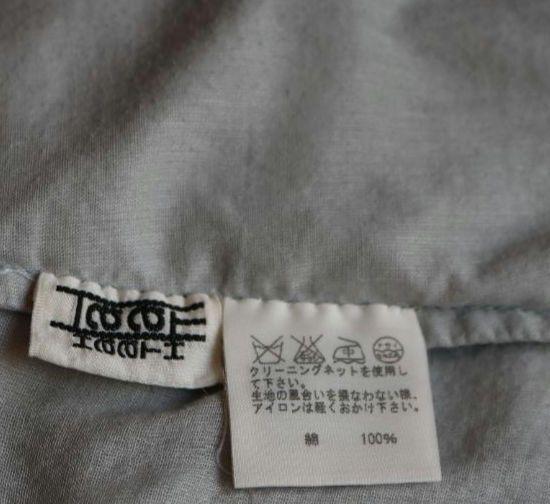 中
クリーニングネットを使用し
て下さい。
生地の風合いを損なわない様、
アイロンは軽くおかけ下さい。
綿 100%